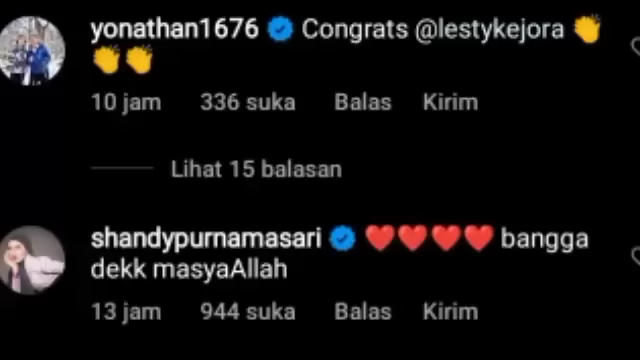 yonathan1676 Congrats @lestykejora 👏
👏👏
10 jam 336 suka Balas Kirim
Lihat 15 balasan
shandypurnamasari ❤️❤️❤️❤️ bangga
dekk masyaAllah
13 jam 944 suka Balas Kirim